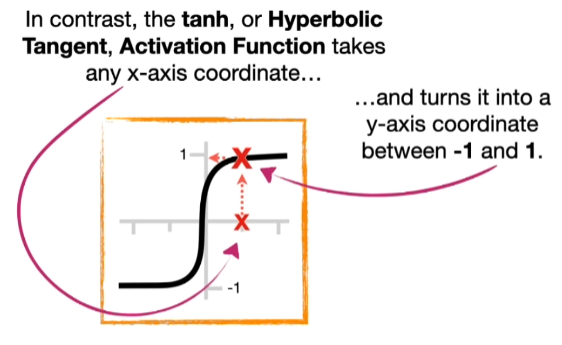 In contrast, the tanh, or Hyperbolic
Tangent, Activation Function takes
any x-axis coordinate…
…and turns it into a
y-axis coordinate
between -1 and 1.
1
-1